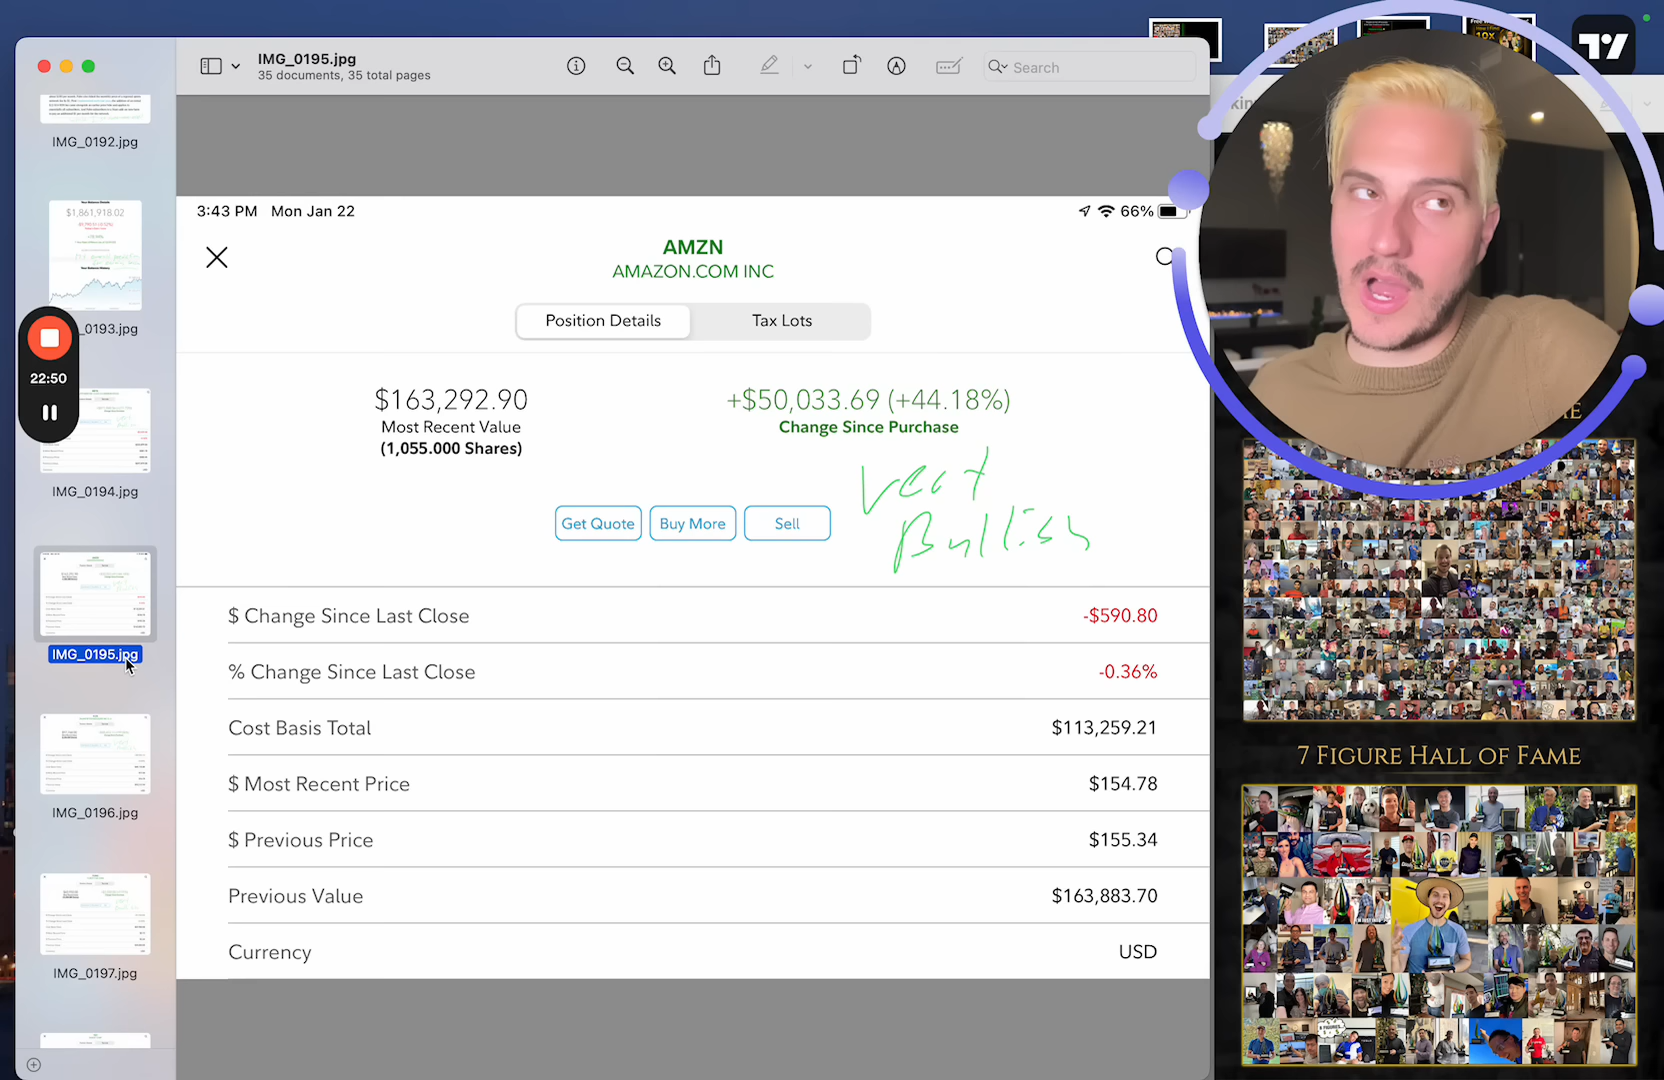 IMG_0195.jpg
35 documents, 35 total pages
Search
IMG_0192.jpg
$1,861,918.02
_0193.jpg
22:50
IMG_0194.jpg
IMG_0195.jpg
IMG_0196.jpg
IMG_0197.jpg
3:43 PM Mon Jan 22
66%
AMZN
AMAZON.COM INC
Position Details
Tax Lots
$163,292.90
Most Recent Value
(1,055.000 Shares)
+$50,033.69 (+44.18%)
Change Since Purchase
Get Quote
Buy More
Sell
Bullish
$ Change Since Last Close -$590.80
% Change Since Last Close -0.36%
Cost Basis Total $113,259.21
$ Most Recent Price $154.78
$ Previous Price $155.34
Previous Value $163,883.70
Currency USD
7 Figure Hall of Fame